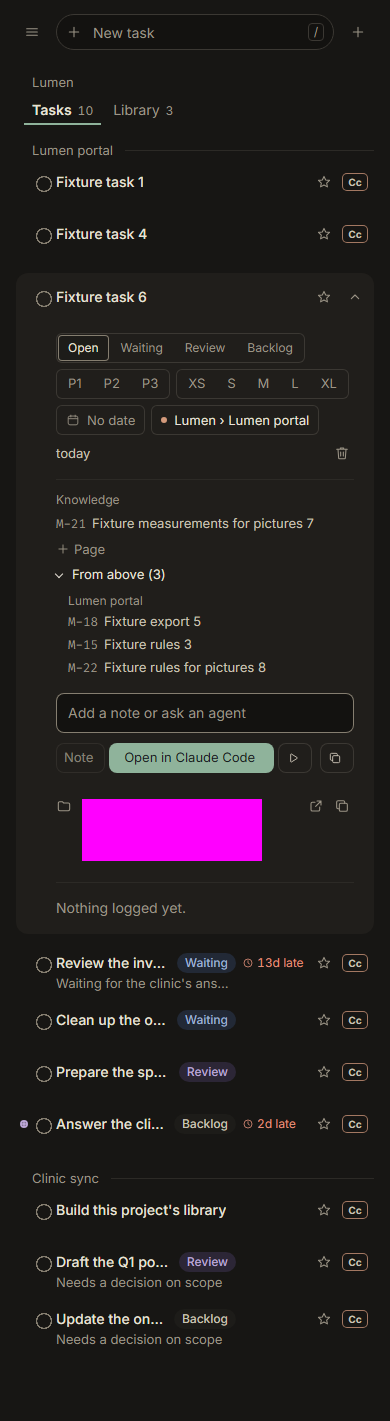 New task /
Lumen
Tasks 10 Library 3
Lumen portal
Fixture task 1 Cc
Fixture task 4 Cc
Fixture task 6
Open Waiting Review Backlog
P1 P2 P3 XS S M L XL
No date Lumen › Lumen portal
today
Knowledge
M-21 Fixture measurements for pictures 7
+ Page
From above (3)
Lumen portal
M-18 Fixture export 5
M-15 Fixture rules 3
M-22 Fixture rules for pictures 8
Add a note or ask an agent
Note Open in Claude Code
Nothing logged yet.
Review the inv... Waiting 13d late Cc
Waiting for the clinic's ans...
Clean up the o... Waiting Cc
Prepare the sp... Review Cc
Answer the cli... Backlog 2d late Cc
Clinic sync
Build this project's library Cc
Draft the Q1 po... Review Cc
Needs a decision on scope
Update the on... Backlog Cc
Needs a decision on scope